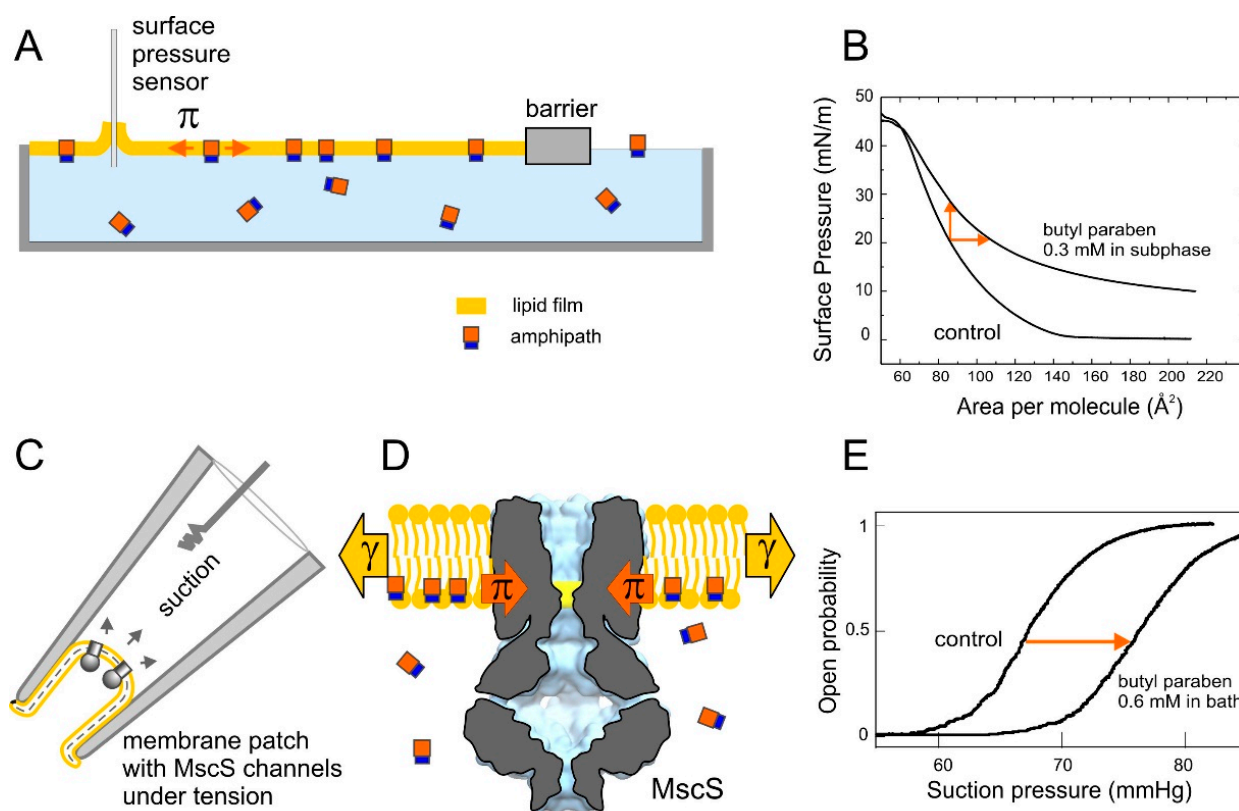 A
surface
pressure
sensor
π
barrier
lipid film
amphipath
B
Surface Pressure (mN/m)
50
40
30
20
10
0
butyl paraben
0.3 mM in subphase
control
60 80 100 120 140 160 180 200 220
Area per molecule (Å²)
C
suction
membrane patch
with MscS channels
under tension
D
γ γ
π π
MscS
E
Open probability
1
0.5
0
control
butyl paraben
0.6 mM in bath
60 70 80
Suction pressure (mmHg)